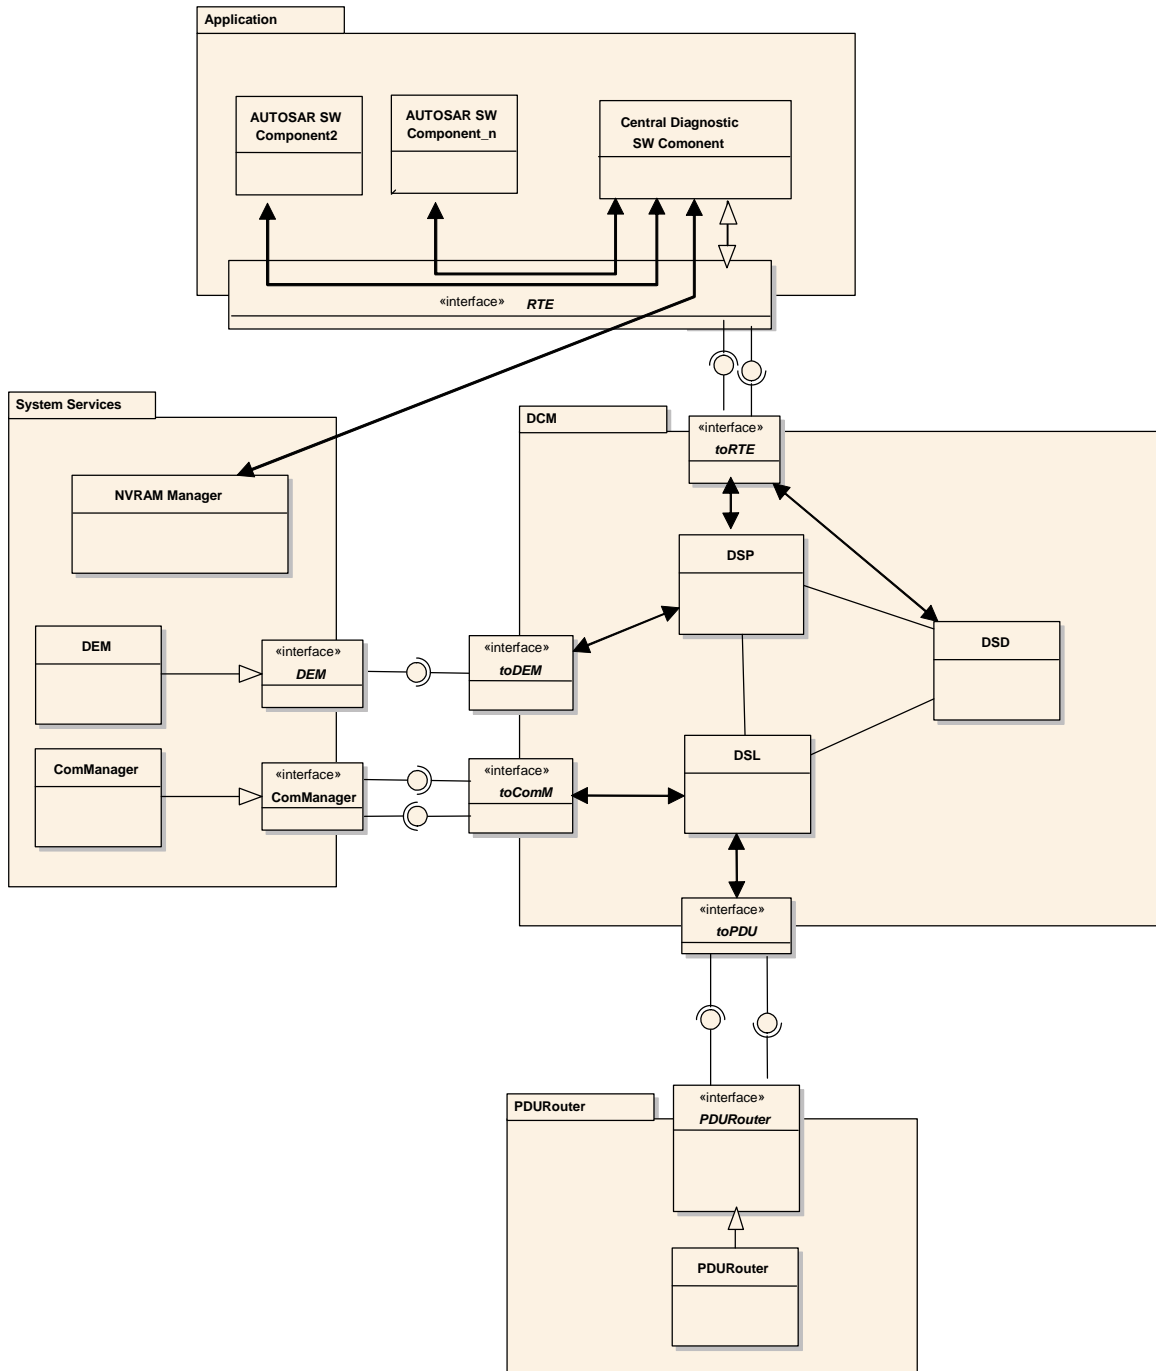 Application
AUTOSAR SW
Component2
AUTOSAR SW
Component_n
Central Diagnostic
SW Comonent
«interface» RTE
System Services
NVRAM Manager
DEM
«interface»
DEM
ComManager
«interface»
ComManager
DCM
«interface»
toRTE
DSP
DSD
«interface»
toDEM
«interface»
toComM
DSL
«interface»
toPDU
PDURouter
«interface»
PDURouter
PDURouter